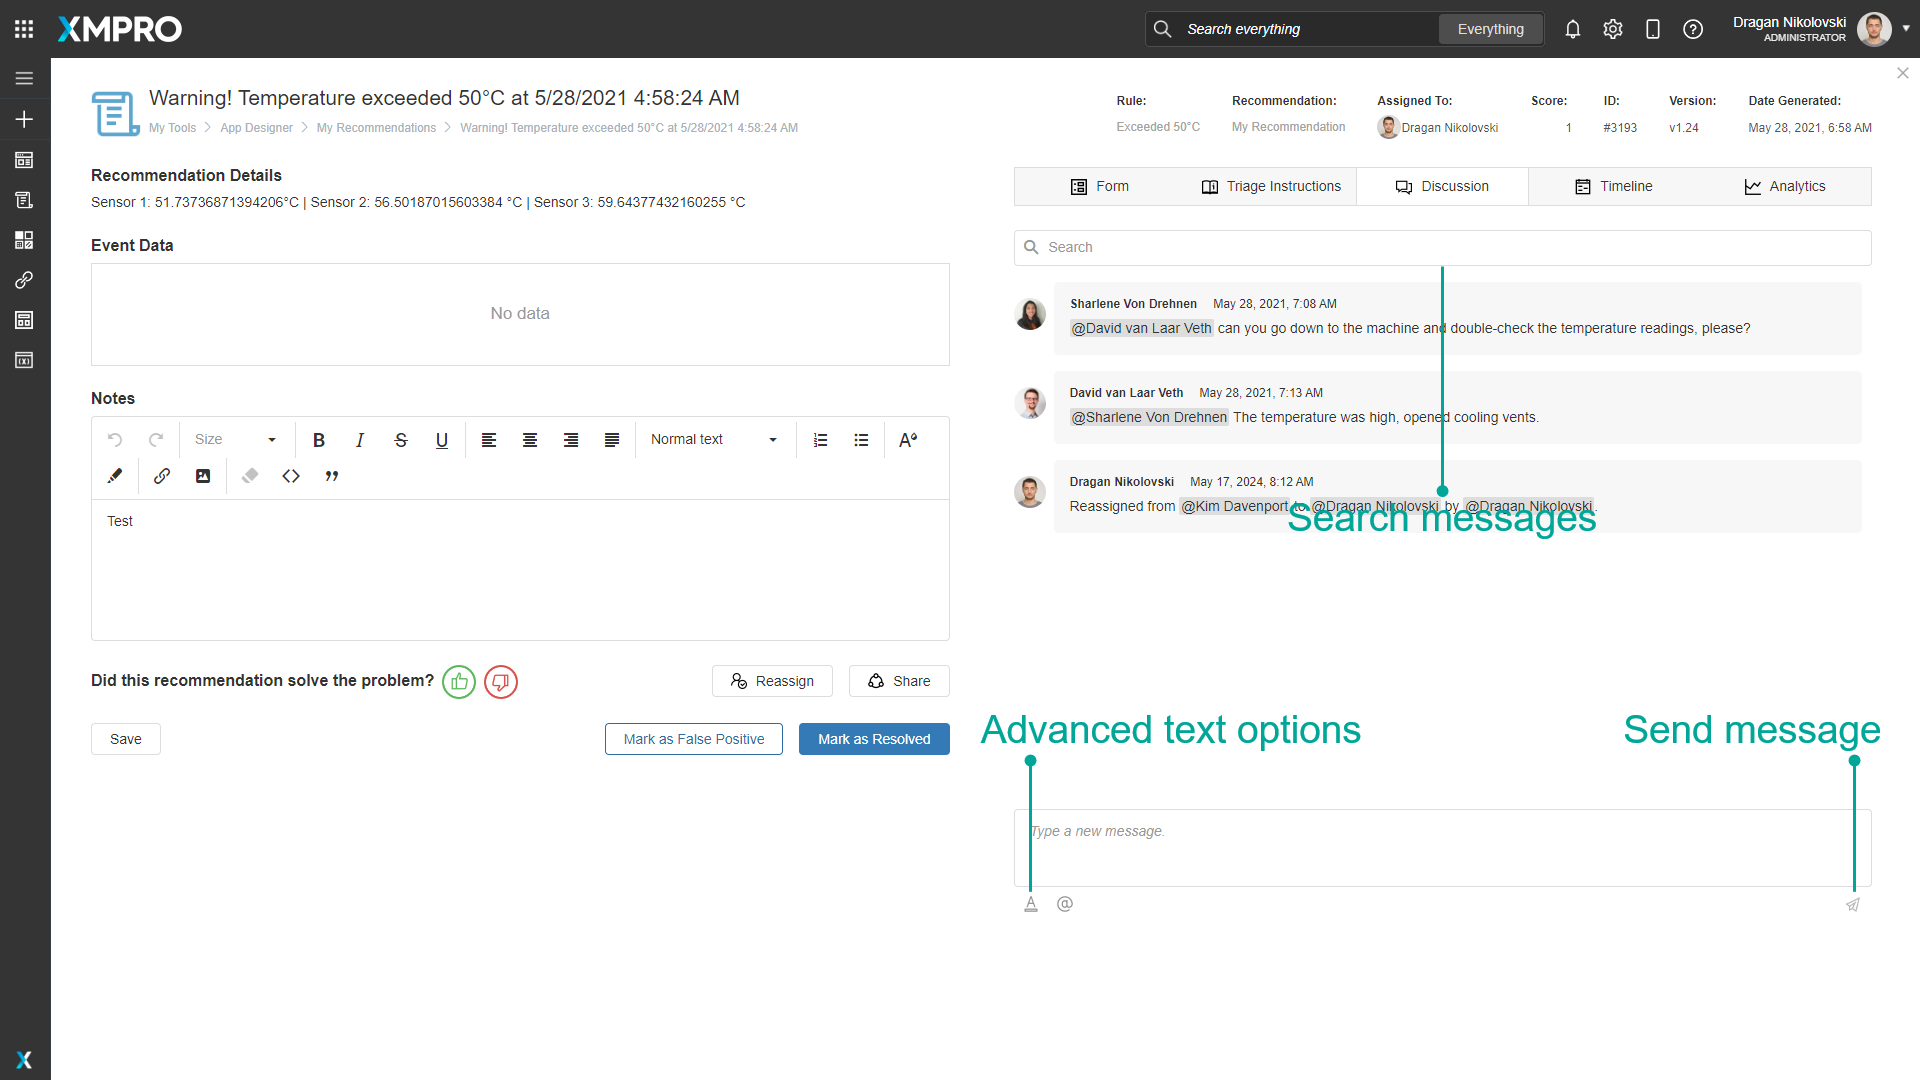 XMPRO
Search everything
Everything
Dragan Nikolovski
ADMINISTRATOR
Warning! Temperature exceeded 50°C at 5/28/2021 4:58:24 AM
My Tools
App Designer
My Recommendations
Warning! Temperature exceeded 50°C at 5/28/2021 4:58:24 AM
Rule:
Recommendation:
Assigned To:
Score:
ID:
Version:
Date Generated:
Exceeded 50°C
My Recommendation
Dragan Nikolovski
1
#3193
v1.24
May 28, 2021, 6:58 AM
Recommendation Details
Sensor 1: 51.73736871394206°C | Sensor 2: 56.50187015603384 °C | Sensor 3: 59.64377432160255 °C
Event Data
No data
Notes
Size
Normal text
Test
Did this recommendation solve the problem?
Reassign
Share
Save
Mark as False Positive
Mark as Resolved
Form
Triage Instructions
Discussion
Timeline
Analytics
Search
Sharlene Von Drehnen May 28, 2021, 7:08 AM
@David van Laar Veth can you go down to the machine and double-check the temperature readings, please?
David van Laar Veth May 28, 2021, 7:13 AM
@Sharlene Von Drehnen The temperature was high, opened cooling vents.
Dragan Nikolovski May 17, 2024, 8:12 AM
Reassigned from @Kim Davenport to @Dragan Nikolovski by @Dragan Nikolovski.
Search messages
Advanced text options
Send message
Type a new message.